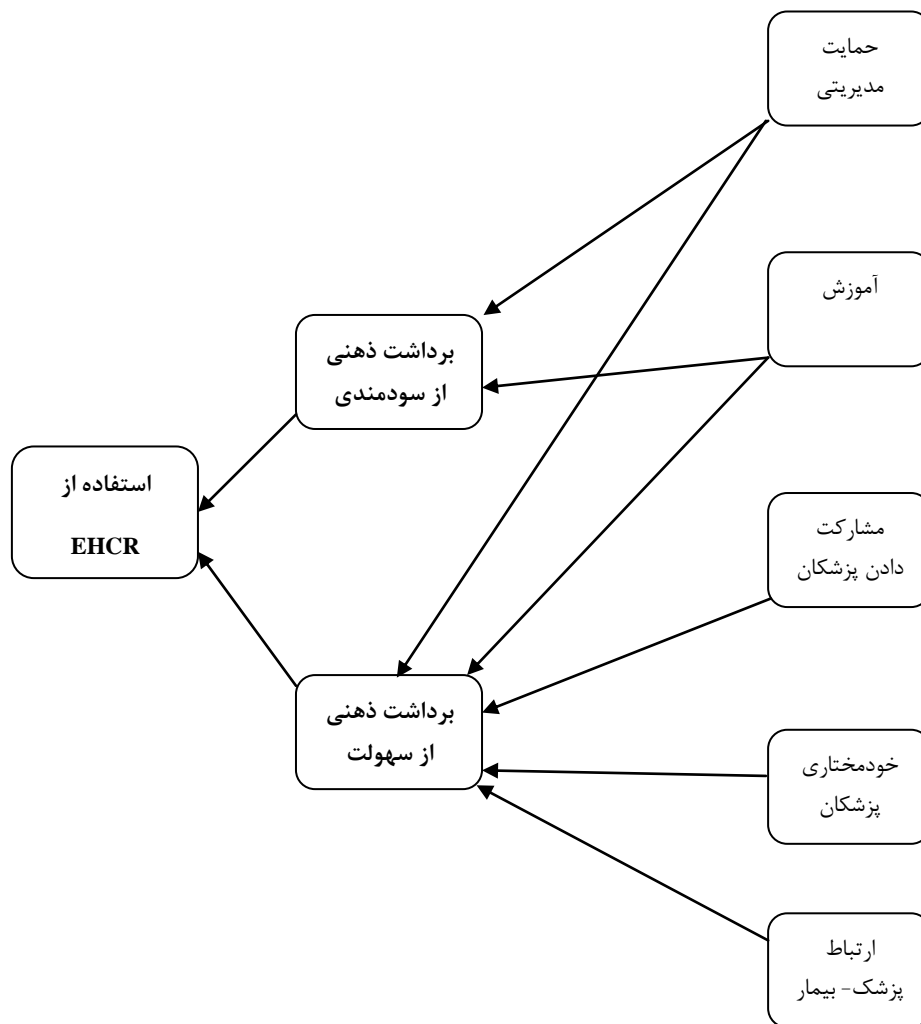 حمایت
مدیریتی
آموزش
برداشت ذهنی
از سودمندی
استفاده از
EHCR
مشارکت
دادن پزشکان
برداشت ذهنی
از سهولت
خودمختاری
پزشکان
ارتباط
پزشک- بیمار